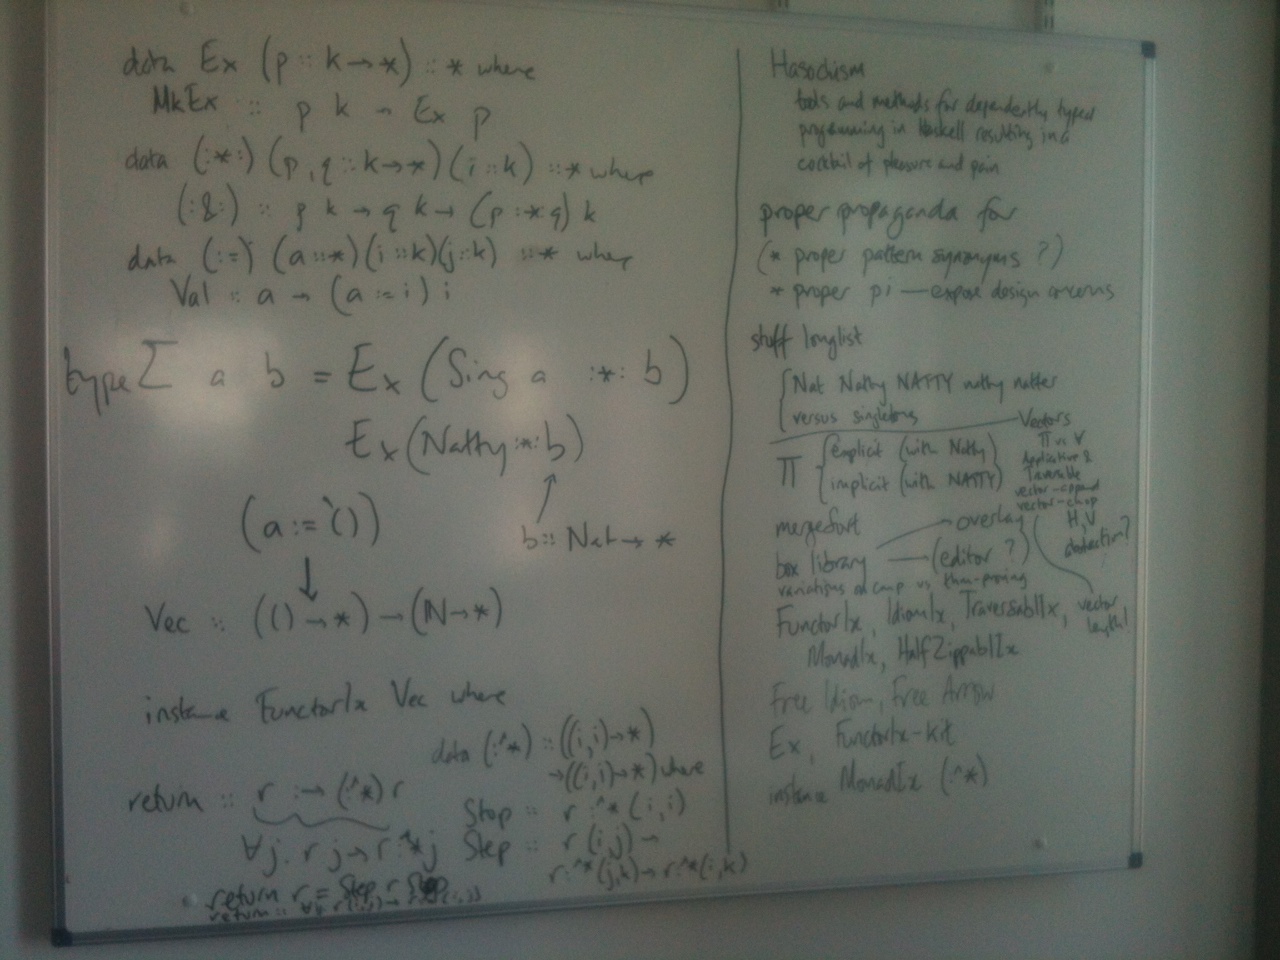 data Ex (p :: k → *) :: * where
MkEx :: p k → Ex p
data (:*:) (p, q :: k → *) (i :: k) :: * where
(:&:) :: p k → q k → (p :*: q) k
data (:=) (a :: *) (i :: k) (j :: k) :: * where
Val :: a → (a := i) i
type Σ a b = Ex (Sing a :*: b)
Ex (Natty :*: b)
(a := '())
b :: Nat → *
Vec :: (() → *) → (ℕ → *)
instance FunctorIx Vec where
data (:^*) :: ((i,i) → *)
→ ((i,i) → *) where
return :: r :→ (:^*) r
Stop :: r :^* (i,i)
∀j. r j → r :^* j
Step :: r (i,j) →
r :^* (j,k) → r :^* (i,k)
return r = Step r Stop
return ::
Hasochism
tools and methods for dependently typed
programming in Haskell resulting in a
cocktail of pleasure and pain
proper propaganda for
(* proper pattern synonyms ?)
* proper pi — expose design concerns
stuff longlist
Nat Natty NATTY natty natter
versus singletons
Vectors
Π vs ∀
Applicative &
Traversable
vector-append
vector-chop
Π explicit (with Natty)
implicit (with NATTY)
mergeSort
box library
overlay
(editor ?)
H, V
abstraction?
variations on comp vs thm-proving
vector
length!
FunctorIx, IdiomIx, TraversableIx,
MonadIx, HalfZippableIx
Free Idiom, Free Arrow
Ex, FunctorIx-kit
instance MonadIx (:^*)